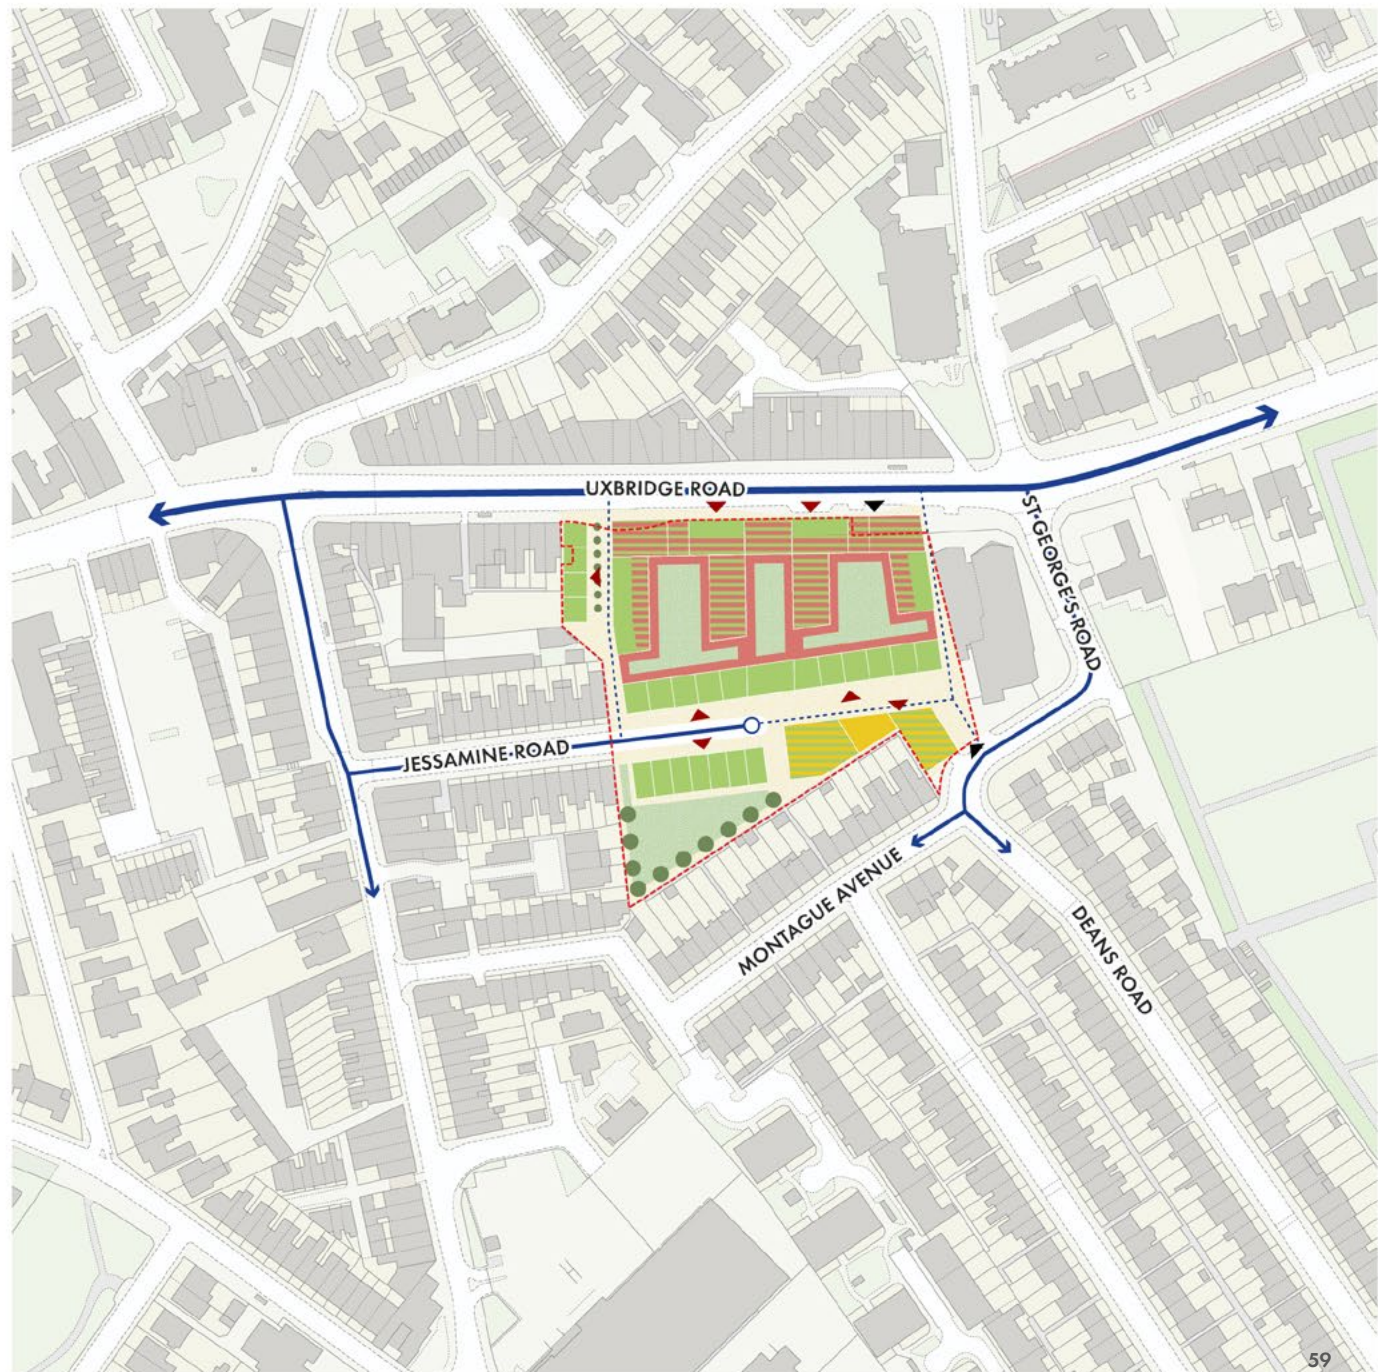 UXBRIDGE ROAD
ST GEORGE'S ROAD
JESSAMINE ROAD
MONTAGUE AVENUE
DEANS ROAD
59